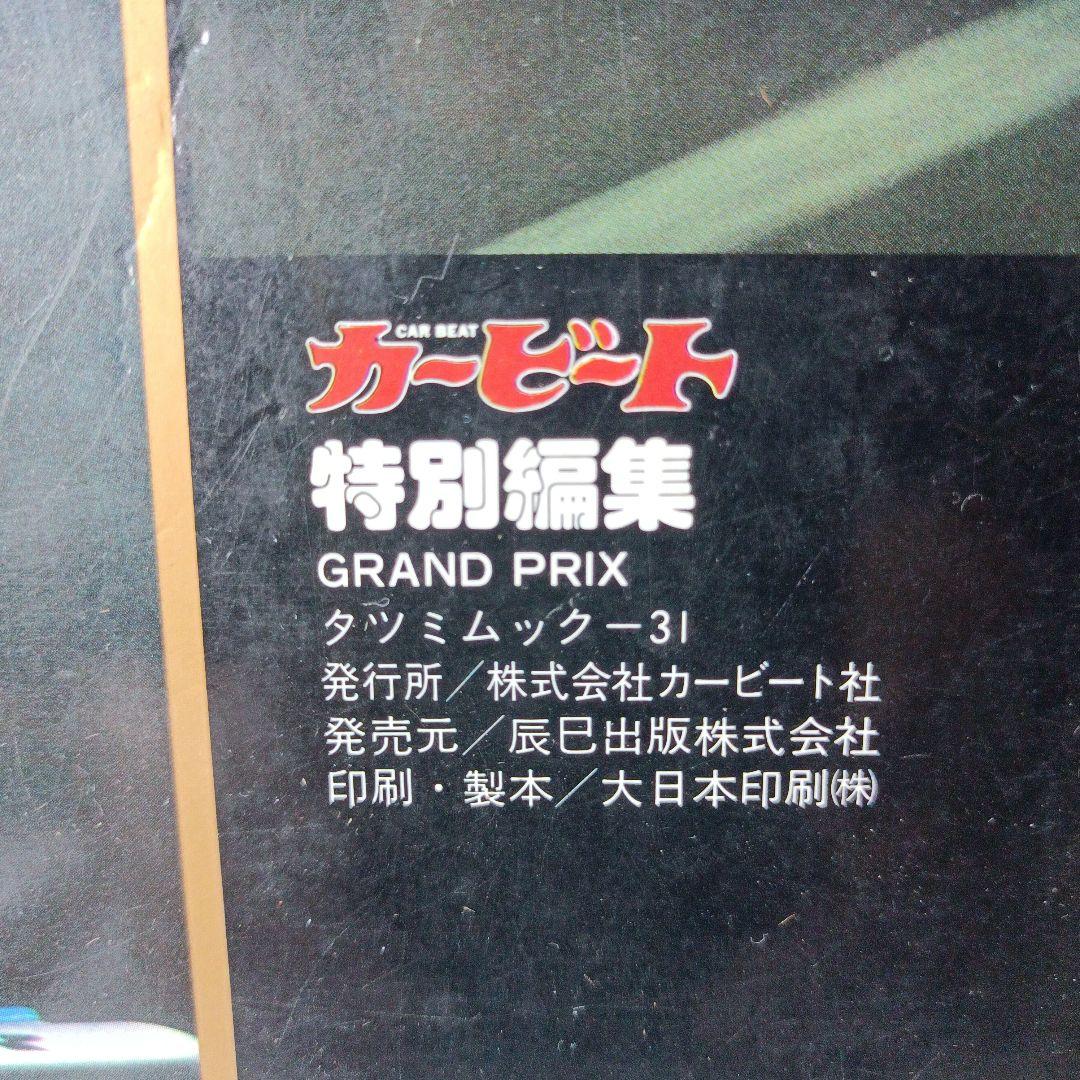 CAR BEAT
カービート
特別編集
GRAND PRIX
タツミムック－31
発行所／株式会社カービート社
発売元／辰巳出版株式会社
印刷・製本／大日本印刷㈱